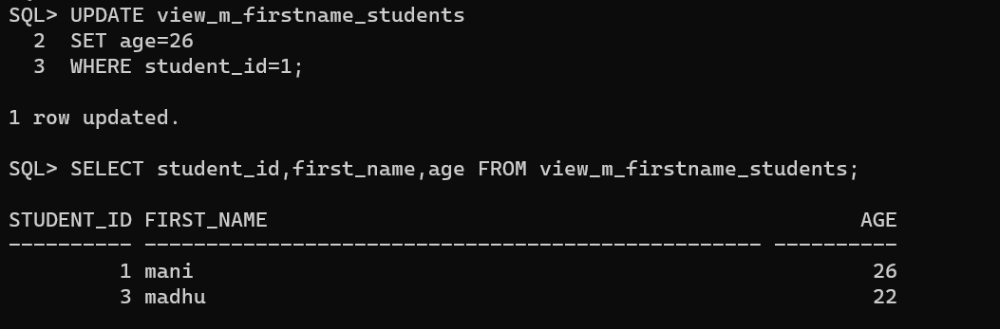 SQL> UPDATE view_m_firstname_students
  2  SET age=26
  3  WHERE student_id=1;
1 row updated.
SQL> SELECT student_id,first_name,age FROM view_m_firstname_students;
STUDENT_ID FIRST_NAME                                                AGE
---------- -------------------------------------------------- ----------
         1 mani                                                       26
         3 madhu                                                      22